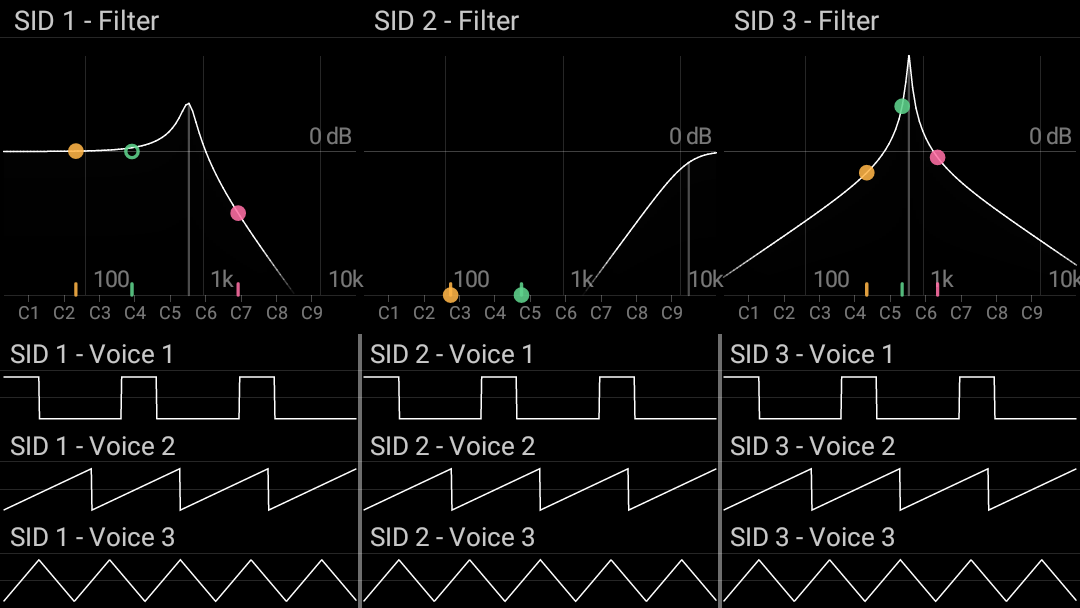 SID 1 - Filter
SID 2 - Filter
SID 3 - Filter
0 dB
0 dB
0 dB
100 1k 10k
100 1k 10k
100 1k 10k
C1 C2 C3 C4 C5 C6 C7 C8 C9
C1 C2 C3 C4 C5 C6 C7 C8 C9
C1 C2 C3 C4 C5 C6 C7 C8 C9
SID 1 - Voice 1
SID 2 - Voice 1
SID 3 - Voice 1
SID 1 - Voice 2
SID 2 - Voice 2
SID 3 - Voice 2
SID 1 - Voice 3
SID 2 - Voice 3
SID 3 - Voice 3